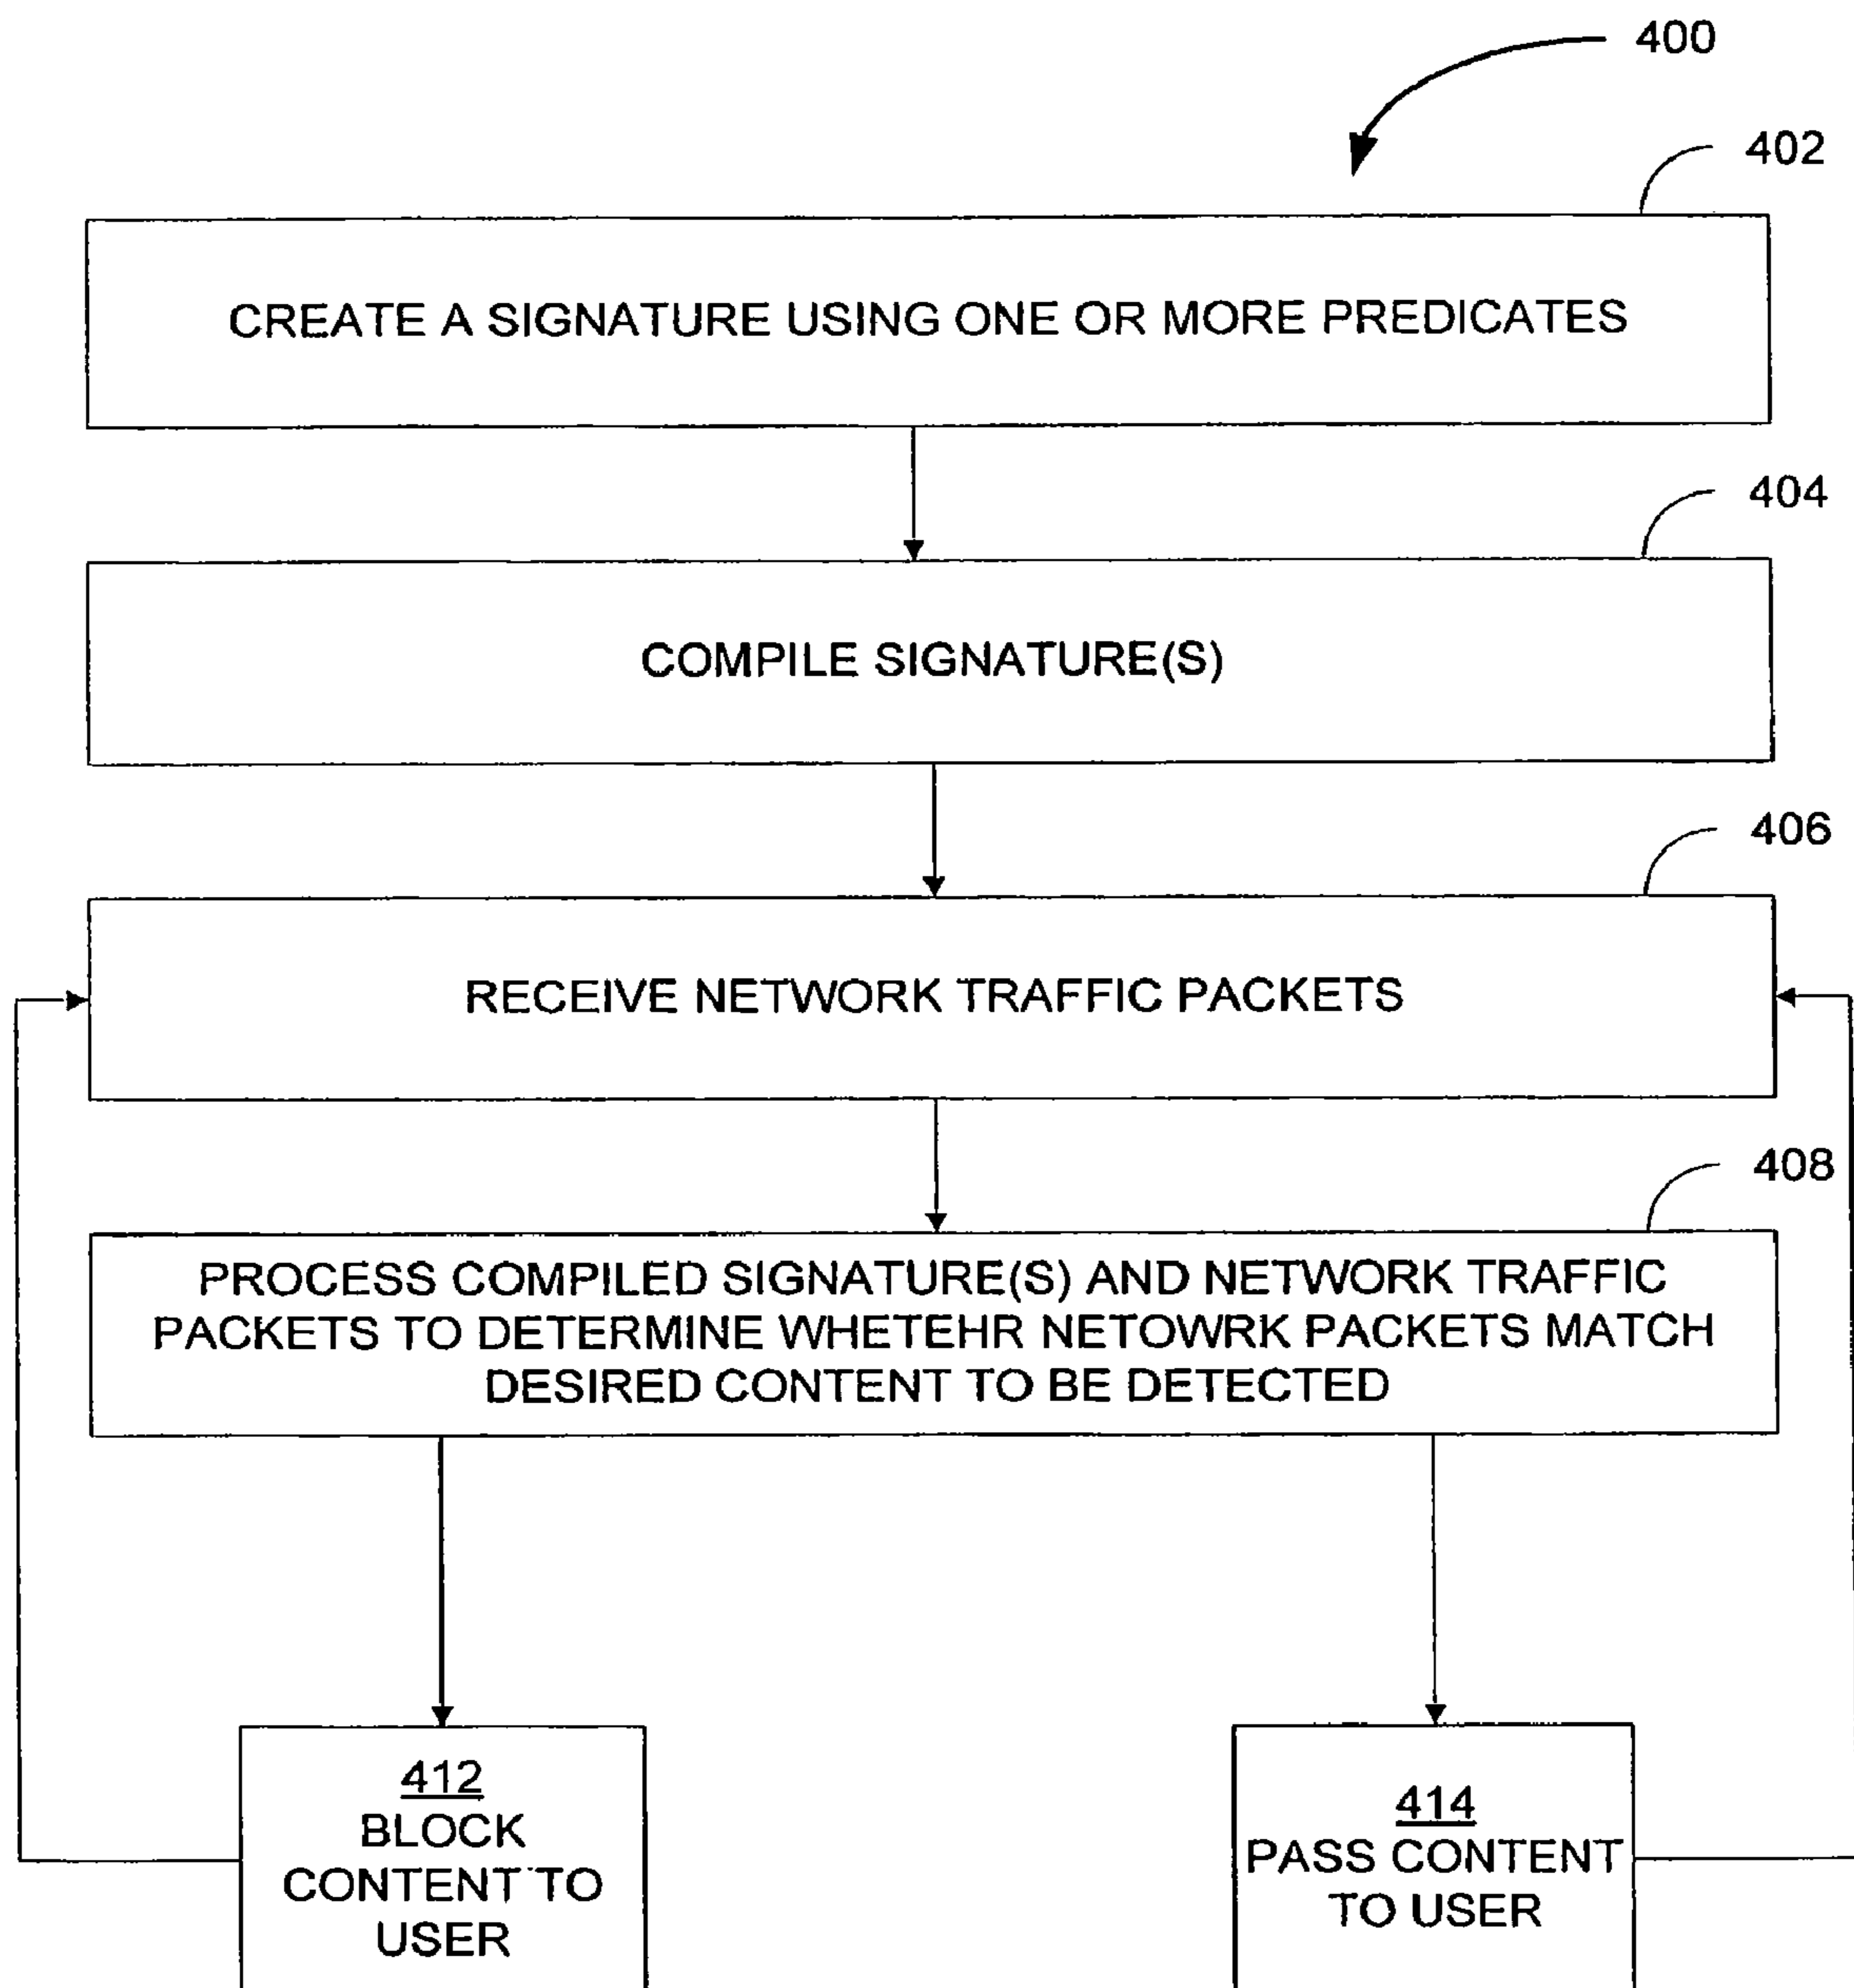 400
402
CREATE A SIGNATURE USING ONE OR MORE PREDICATES
404
COMPILE SIGNATURE(S)
406
RECEIVE NETWORK TRAFFIC PACKETS
408
PROCESS COMPILED SIGNATURE(S) AND NETWORK TRAFFIC
PACKETS TO DETERMINE WHETEHR NETOWRK PACKETS MATCH
DESIRED CONTENT TO BE DETECTED
412
BLOCK
CONTENT TO
USER
414
PASS CONTENT
TO USER